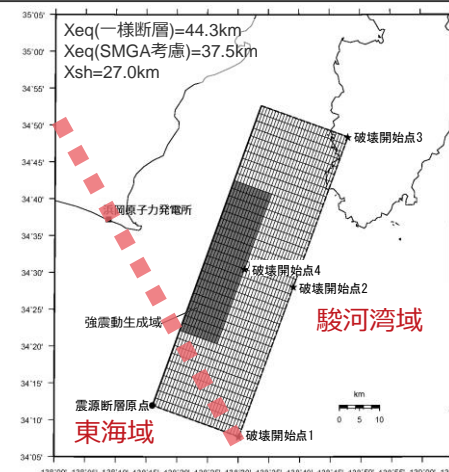 Xeq(一様断層)=44.3km
Xeq(SMGA考慮)=37.5km
Xsh=27.0km
35°05'
35°00'
34°55'
34°50'
34°45'
34°40'
34°35'
34°30'
34°25'
34°20'
34°15'
34°10'
34°05'
破壊開始点3
浜岡原子力発電所
破壊開始点4
破壊開始点2
強震動生成域
駿河湾域
km
0 5 10
震源断層原点
東海域
破壊開始点1